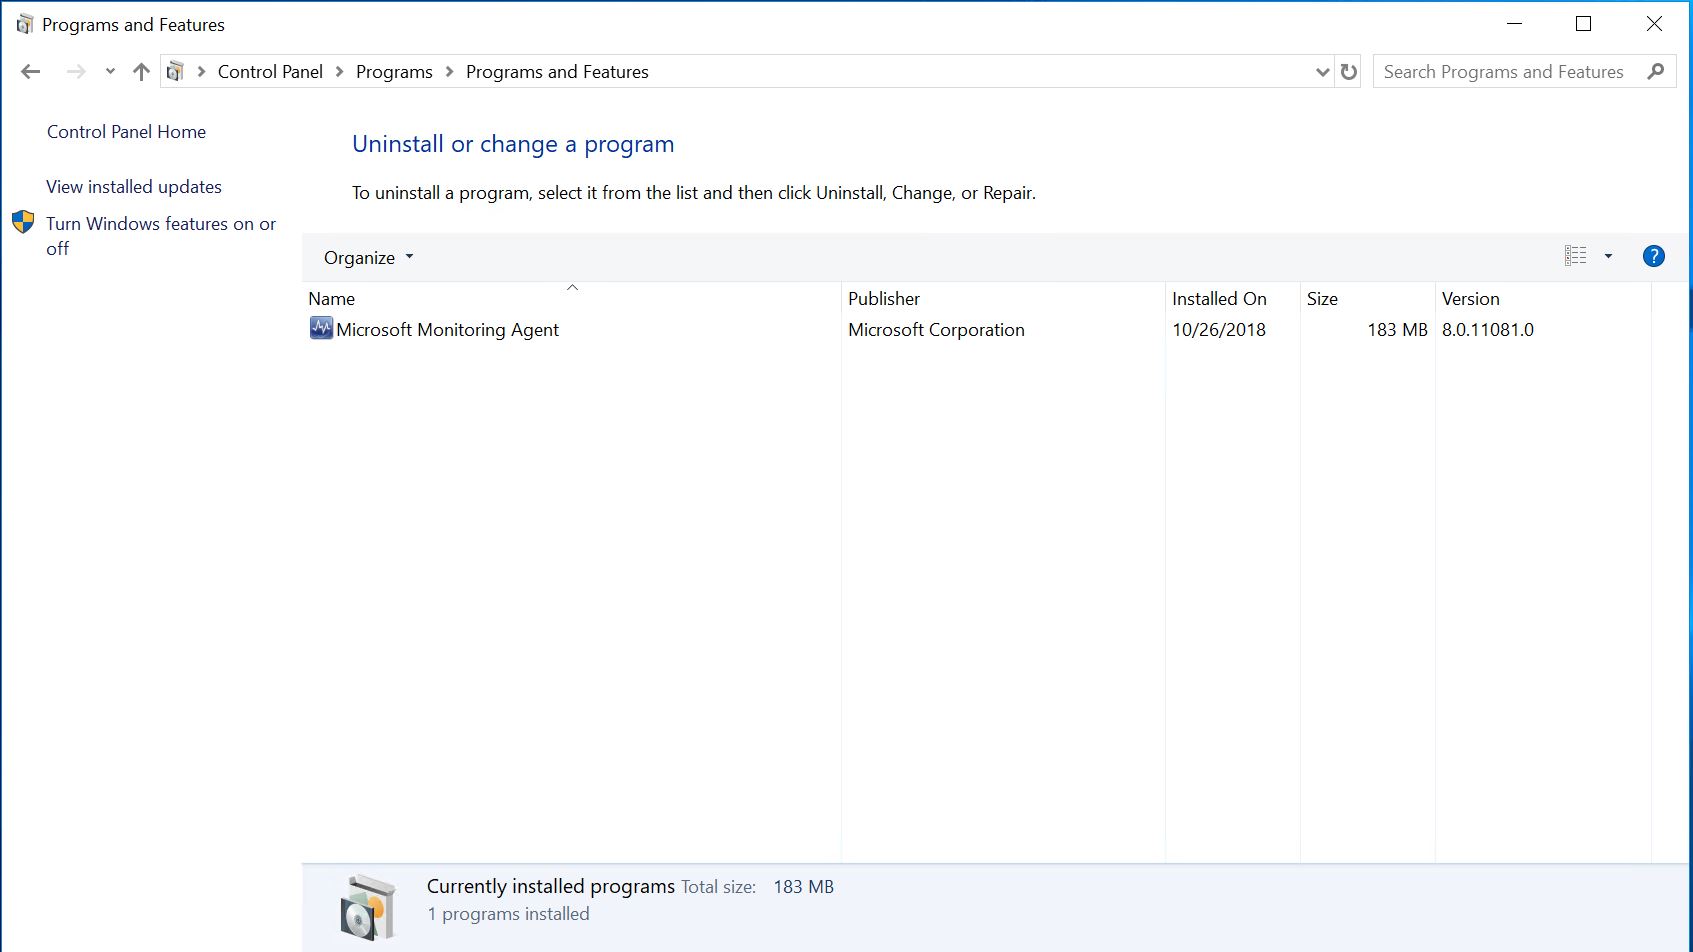 Programs and Features
Control Panel > Programs > Programs and Features
Search Programs and Features
Control Panel Home
View installed updates
Turn Windows features on or
off
Uninstall or change a program
To uninstall a program, select it from the list and then click Uninstall, Change, or Repair.
Organize
?
Name Publisher Installed On Size Version
Microsoft Monitoring Agent Microsoft Corporation 10/26/2018 183 MB 8.0.11081.0
Currently installed programs Total size: 183 MB
1 programs installed